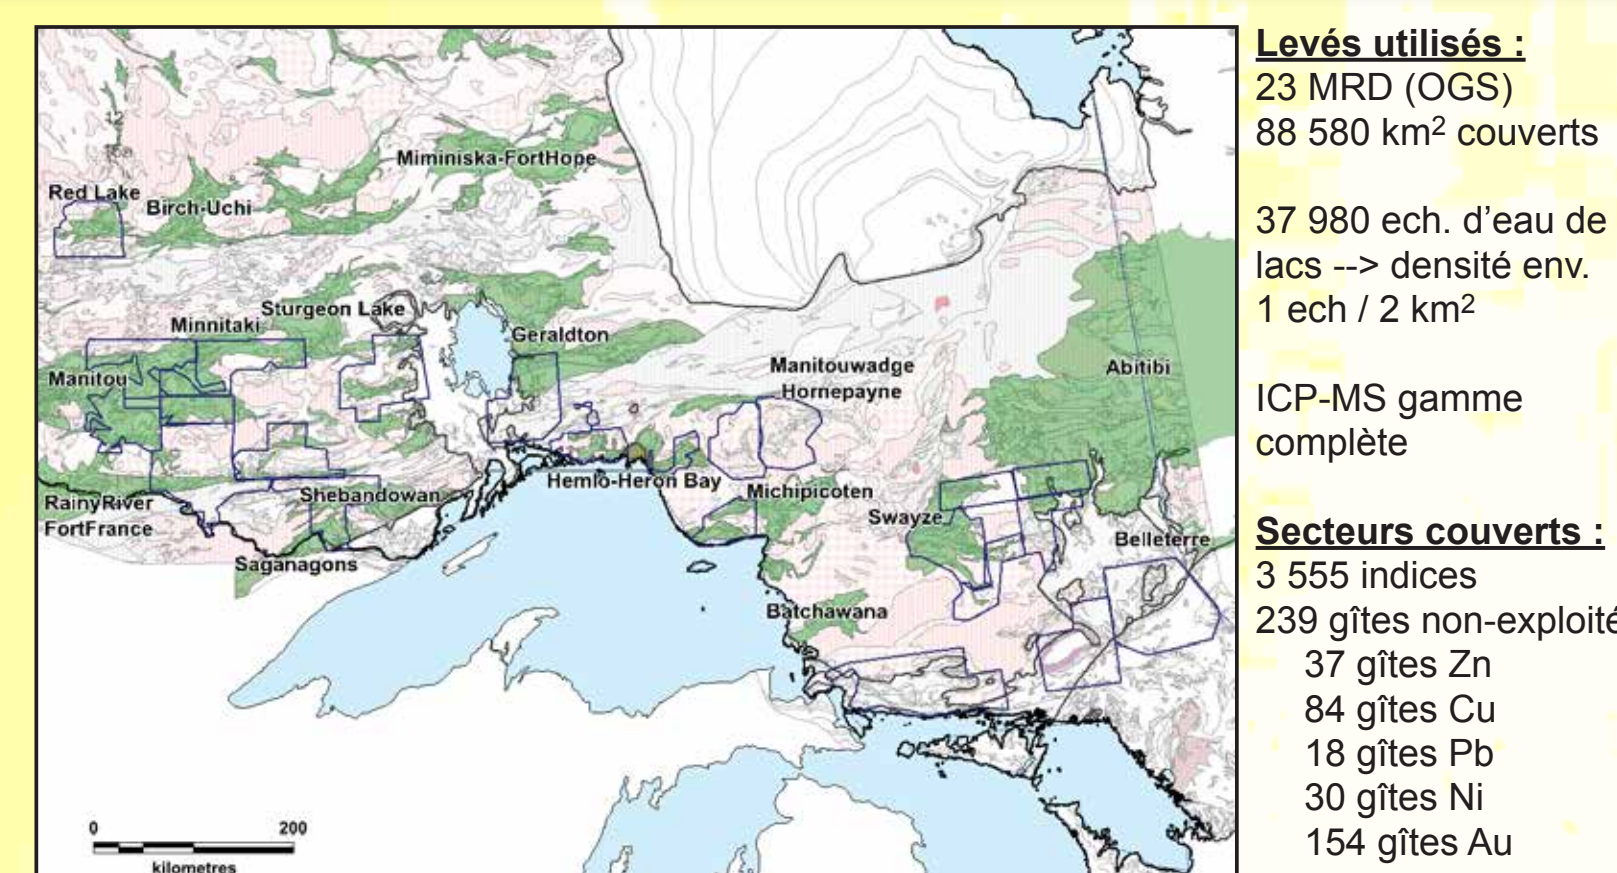 12
Miminiska-FortHope
Red Lake
Birch-Uchi
Sturgeon Lake
Minnitaki
Geraldton
Manitou
Manitouwadge
Hornepayne
Abitibi
Hemlo-Heron Bay
Michipicoten
RainyRiver
FortFrance
Shebandowan
Swayze
Belleterre
Saganagons
Batchawana
0 200
kilometres
Levés utilisés :
23 MRD (OGS)
88 580 km² couverts
37 980 ech. d'eau de
lacs --> densité env.
1 ech / 2 km²
ICP-MS gamme
complète
Secteurs couverts :
3 555 indices
239 gîtes non-exploité
37 gîtes Zn
84 gîtes Cu
18 gîtes Pb
30 gîtes Ni
154 gîtes Au